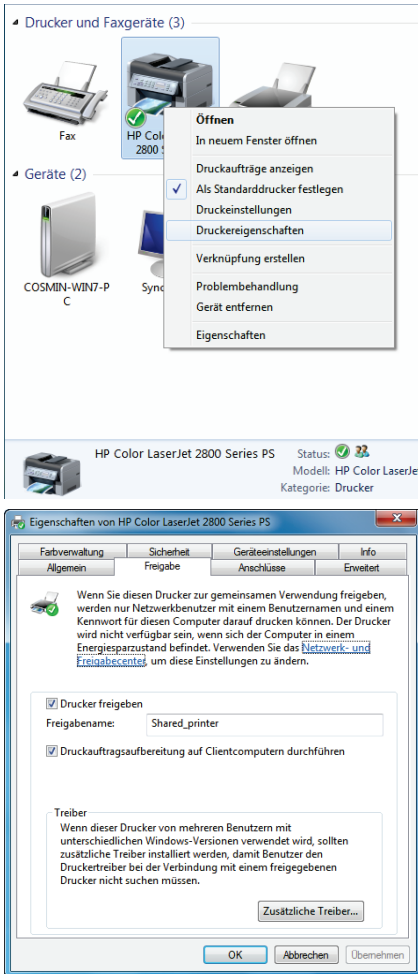 Drucker und Faxgeräte (3)
Fax
HP Col
2800
Öffnen
In neuem Fenster öffnen
Druckaufträge anzeigen
Als Standarddrucker festlegen
Druckeinstellungen
Druckereigenschaften
Verknüpfung erstellen
Problembehandlung
Gerät entfernen
Eigenschaften
Geräte (2)
COSMIN-WIN7-P
C
Sync
HP Color LaserJet 2800 Series PS
Status:
Modell: HP Color LaserJe
Kategorie: Drucker
Eigenschaften von HP Color LaserJet 2800 Series PS
Farbverwaltung Sicherheit Geräteeinstellungen Info
Allgemein Freigabe Anschlüsse Erweitert
Wenn Sie diesen Drucker zur gemeinsamen Verwendung freigeben,
werden nur Netzwerkbenutzer mit einem Benutzernamen und einem
Kennwort für diesen Computer darauf drucken können. Der Drucker
wird nicht verfügbar sein, wenn sich der Computer in einem
Energiesparzustand befindet. Verwenden Sie das Netzwerk- und
Freigabecenter, um diese Einstellungen zu ändern.
Drucker freigeben
Freigabename: Shared_printer
Druckauftragsaufbereitung auf Clientcomputern durchführen
Treiber
Wenn dieser Drucker von mehreren Benutzern mit
unterschiedlichen Windows-Versionen verwendet wird, sollten
zusätzliche Treiber installiert werden, damit Benutzer den
Druckertreiber bei der Verbindung mit einem freigegebenen
Drucker nicht suchen müssen.
Zusätzliche Treiber...
OK Abbrechen Übernehmen